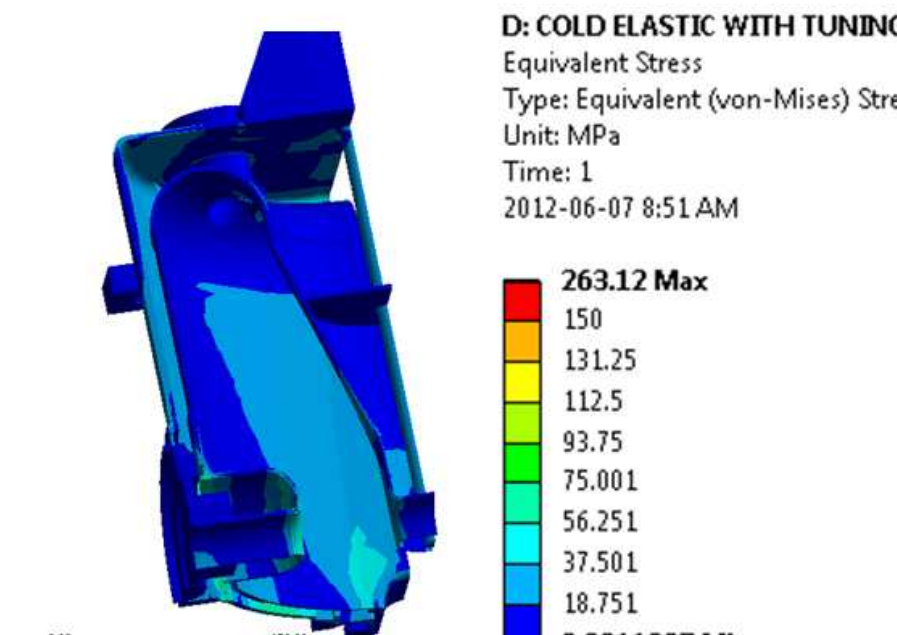 D: COLD ELASTIC WITH TUNING
Equivalent Stress
Type: Equivalent (von-Mises) Stre
Unit: MPa
Time: 1
2012-06-07 8:51 AM
263.12 Max
150
131.25
112.5
93.75
75.001
56.251
37.501
18.751